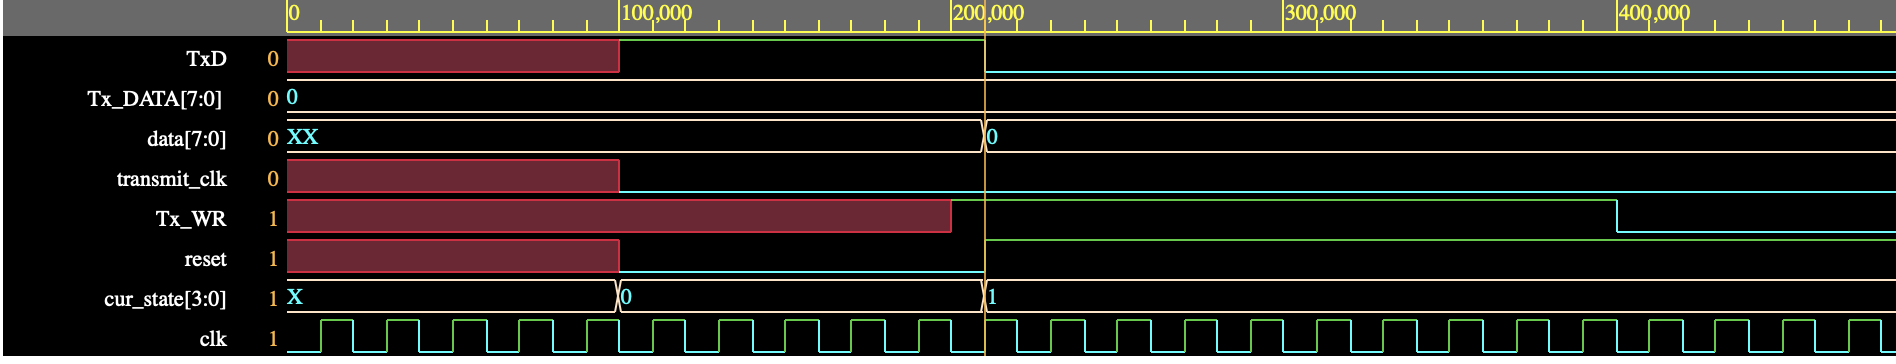 0 100,000 200,000 300,000 400,000
TxD 0
Tx_DATA[7:0] 0 0
data[7:0] 0 XX 0
transmit_clk 0
Tx_WR 1
reset 1
cur_state[3:0] 1 X 0 1
clk 1